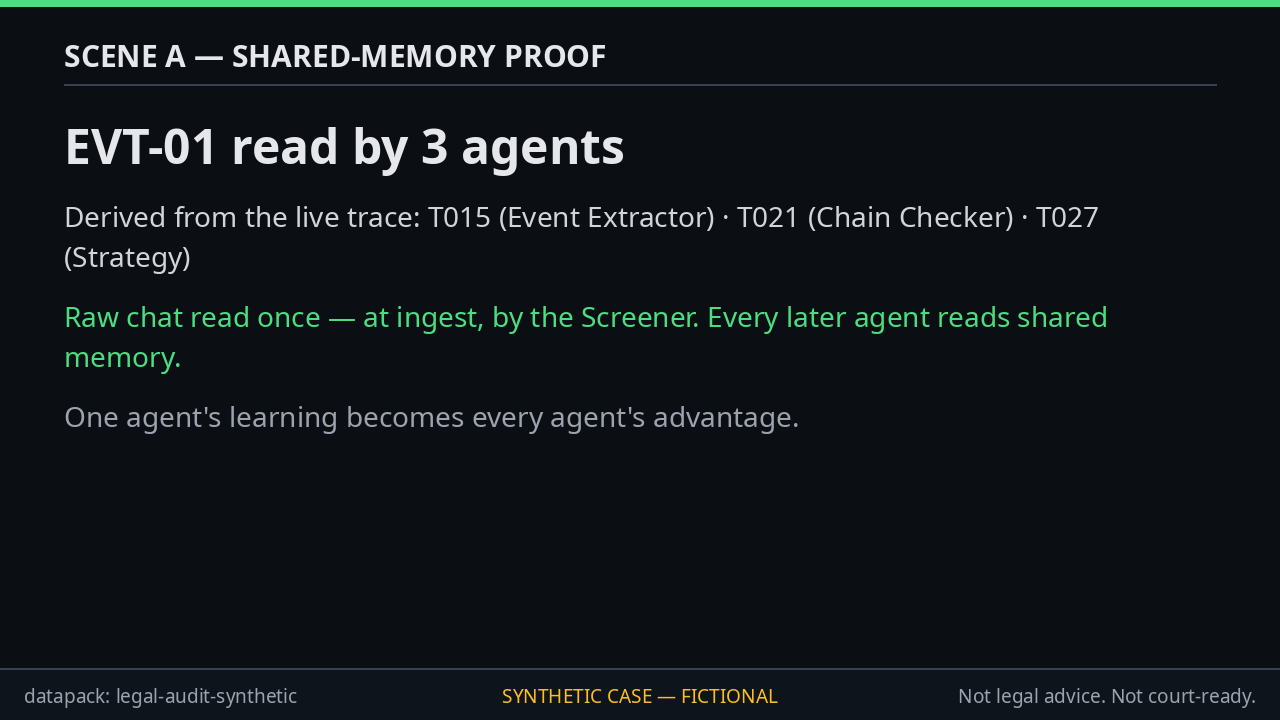 SCENE A — SHARED-MEMORY PROOF
EVT-01 read by 3 agents
Derived from the live trace: T015 (Event Extractor) · T021 (Chain Checker) · T027
(Strategy)
Raw chat read once — at ingest, by the Screener. Every later agent reads shared
memory.
One agent's learning becomes every agent's advantage.
datapack: legal-audit-synthetic
SYNTHETIC CASE — FICTIONAL
Not legal advice. Not court-ready.